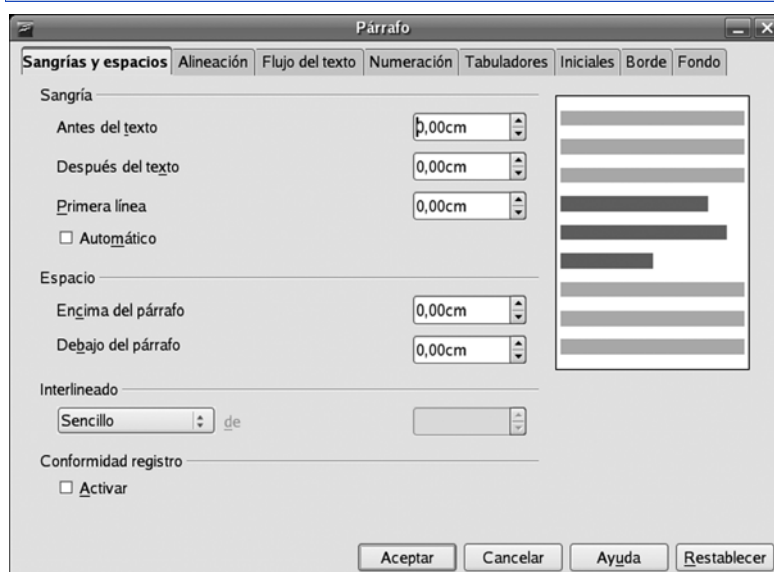 Párrafo
Sangrías y espacios Alineación Flujo del texto Numeración Tabuladores Iniciales Borde Fondo
Sangría
Antes del texto 0,00cm
Después del texto 0,00cm
Primera línea 0,00cm
Automático
Espacio
Encima del párrafo 0,00cm
Debajo del párrafo 0,00cm
Interlineado
Sencillo de
Conformidad registro
Activar
Aceptar Cancelar Ayuda Restablecer